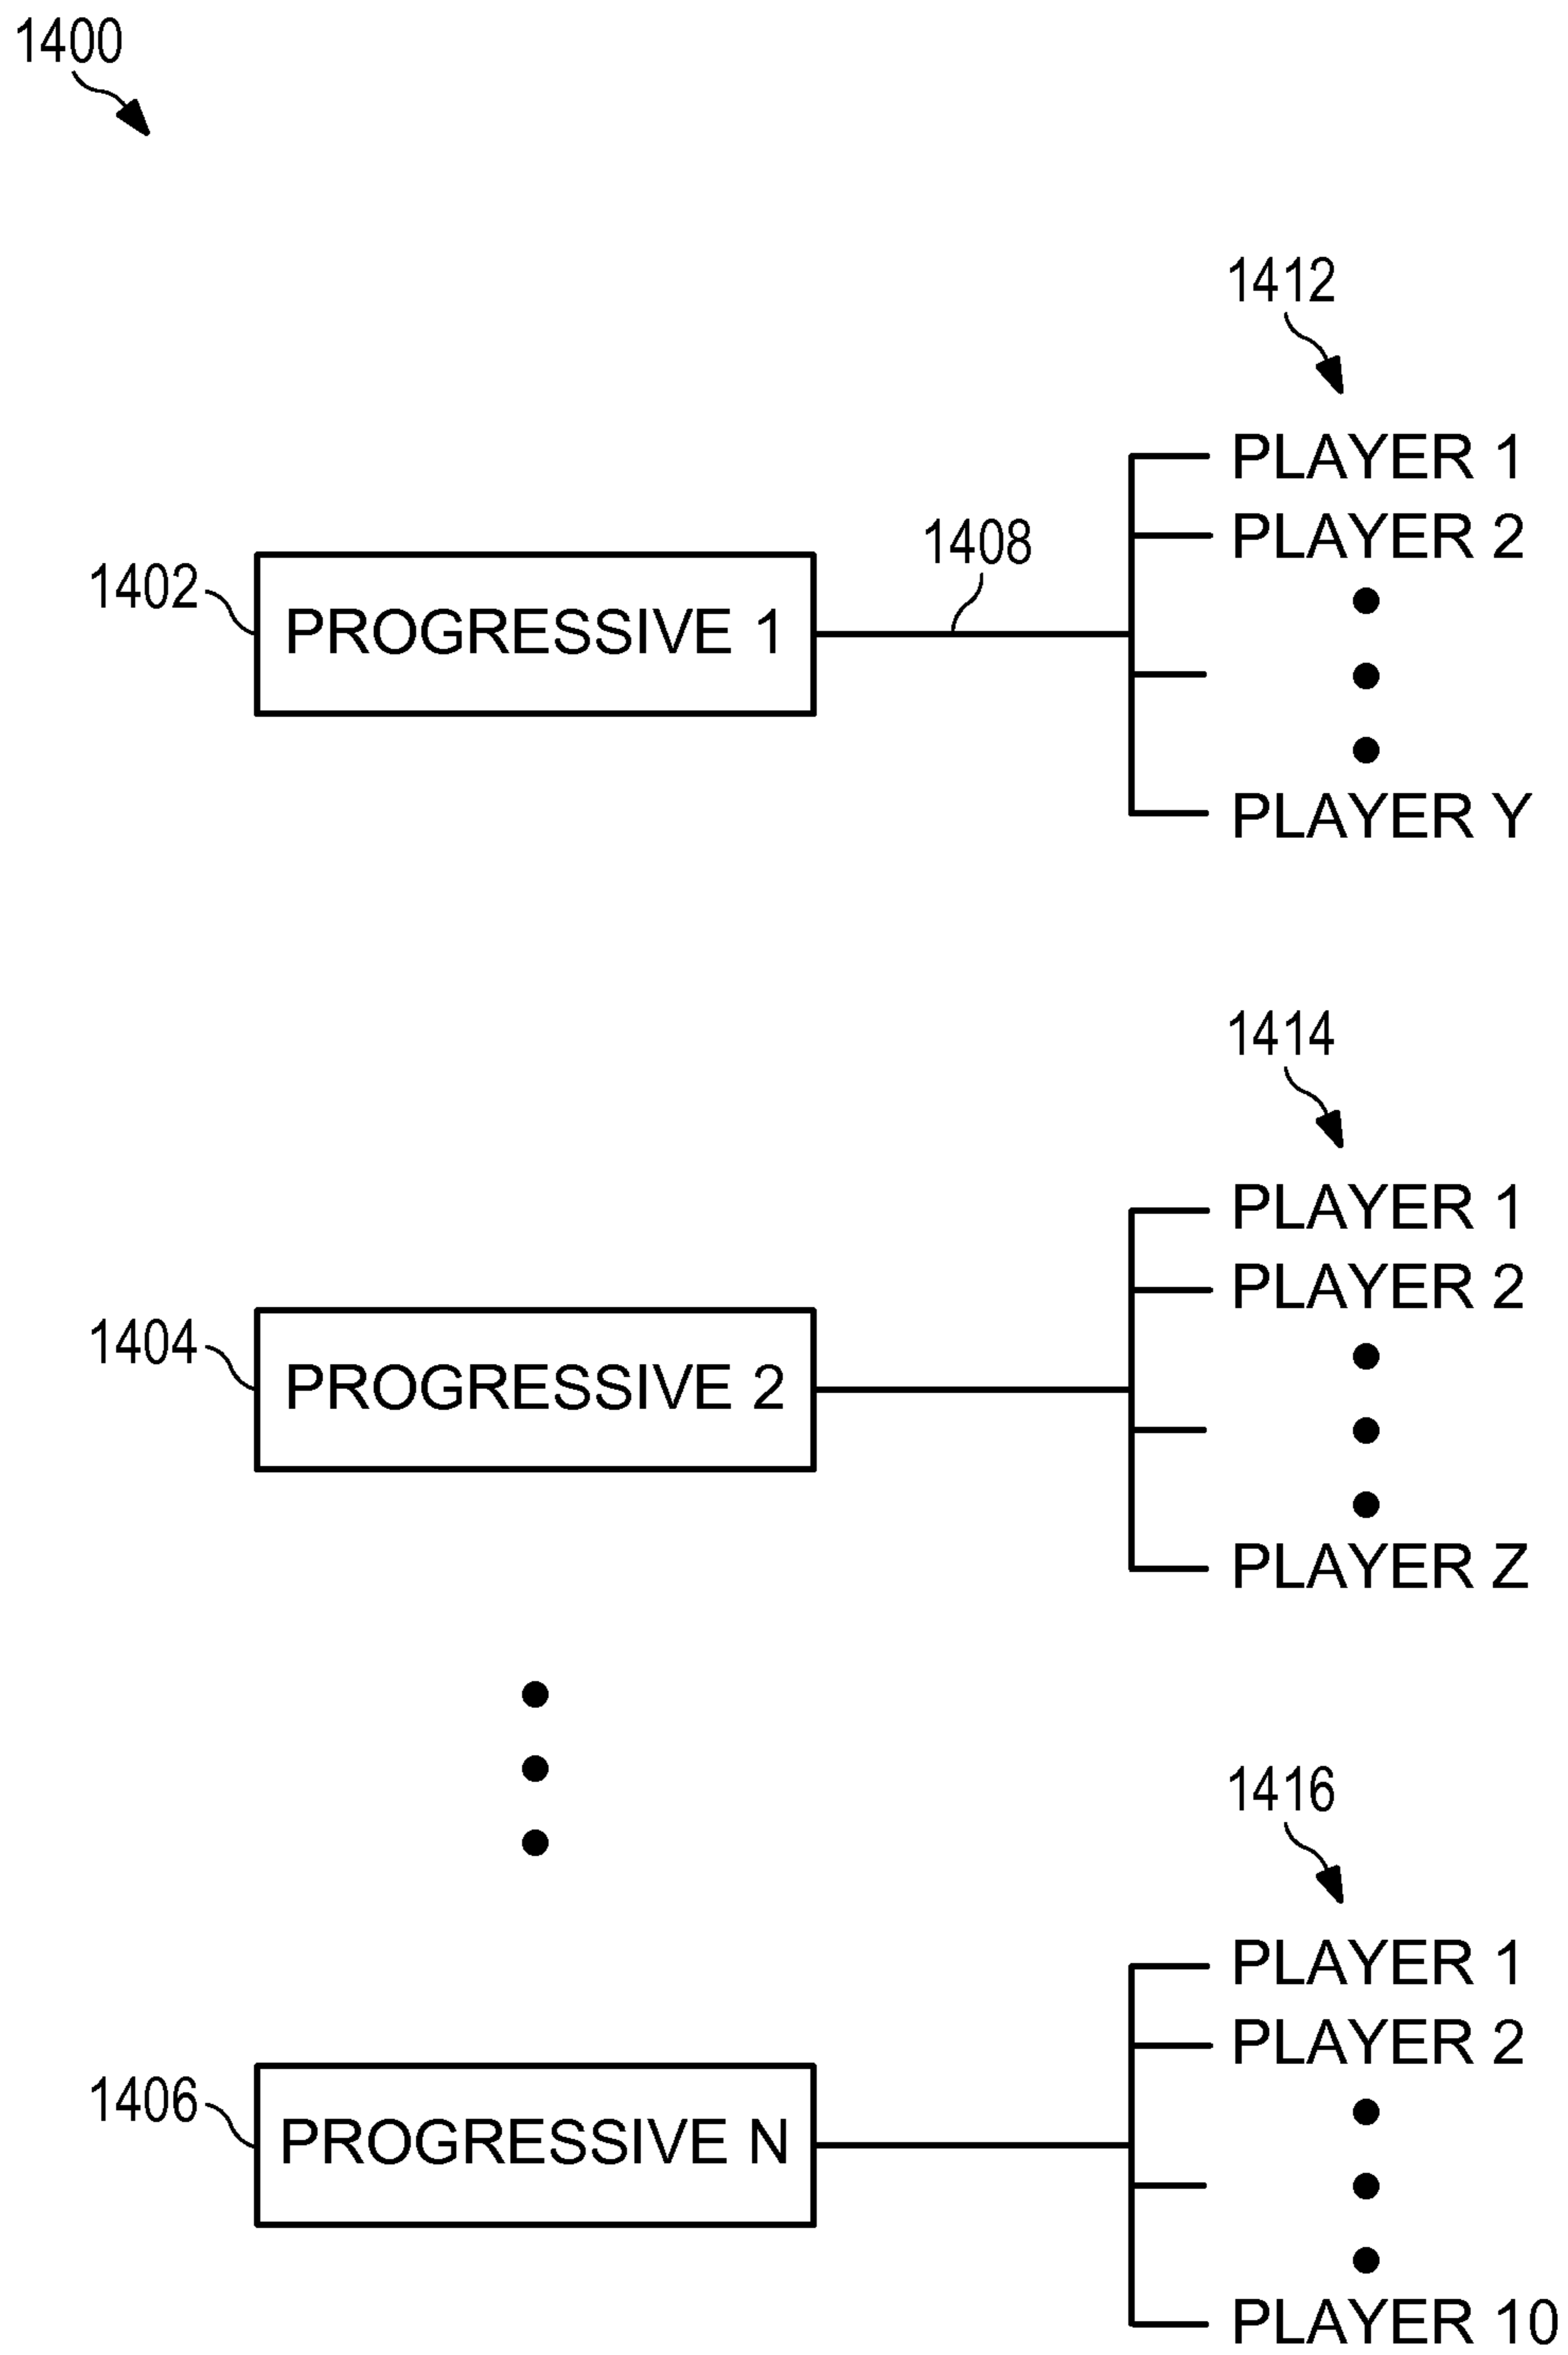 1400
1412
PLAYER 1
PLAYER 2
1408
1402
PROGRESSIVE 1
PLAYER Y
1414
PLAYER 1
PLAYER 2
1404
PROGRESSIVE 2
PLAYER Z
1416
PLAYER 1
PLAYER 2
1406
PROGRESSIVE N
PLAYER 10